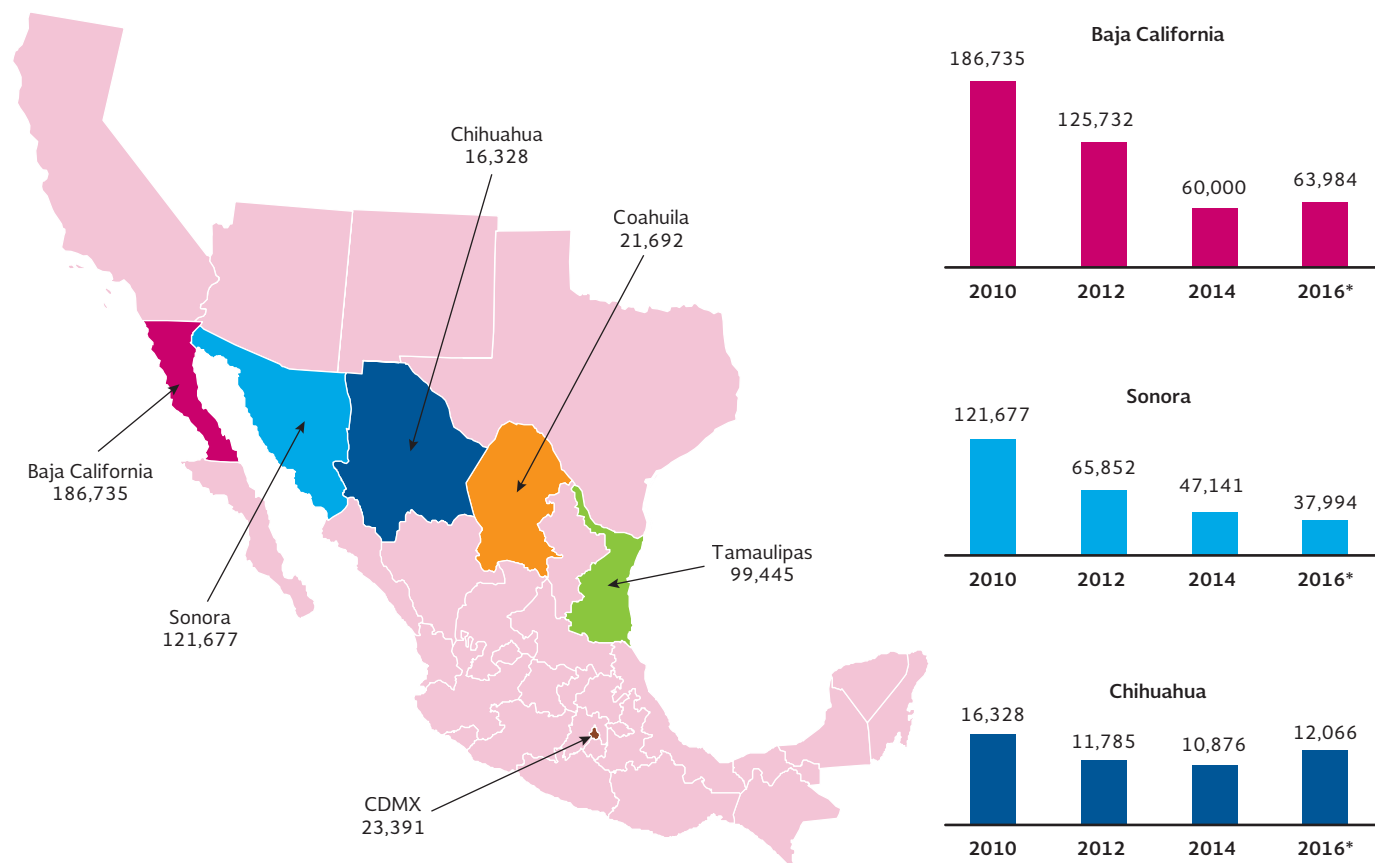 Chihuahua
16,328
Coahuila
21,692
Baja California
186,735
Tamaulipas
99,445
Sonora
121,677
CDMX
23,391
Baja California
186,735
125,732
60,000
63,984
2010 2012 2014 2016*
Sonora
121,677
65,852
47,141
37,994
2010 2012 2014 2016*
Chihuahua
16,328
11,785
10,876
12,066
2010 2012 2014 2016*